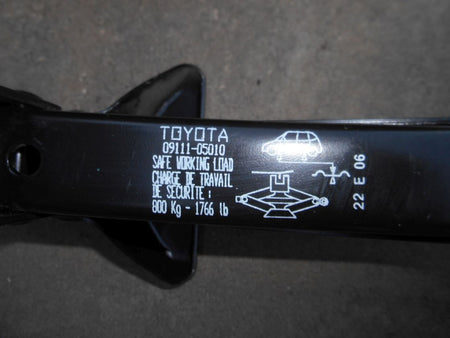 TOYOTA
09111-05010
SAFE WORKING LOAD
CHARGE DE TRAVAIL
DE SECURITE :
800 Kg - 1766 lb
22 E 06